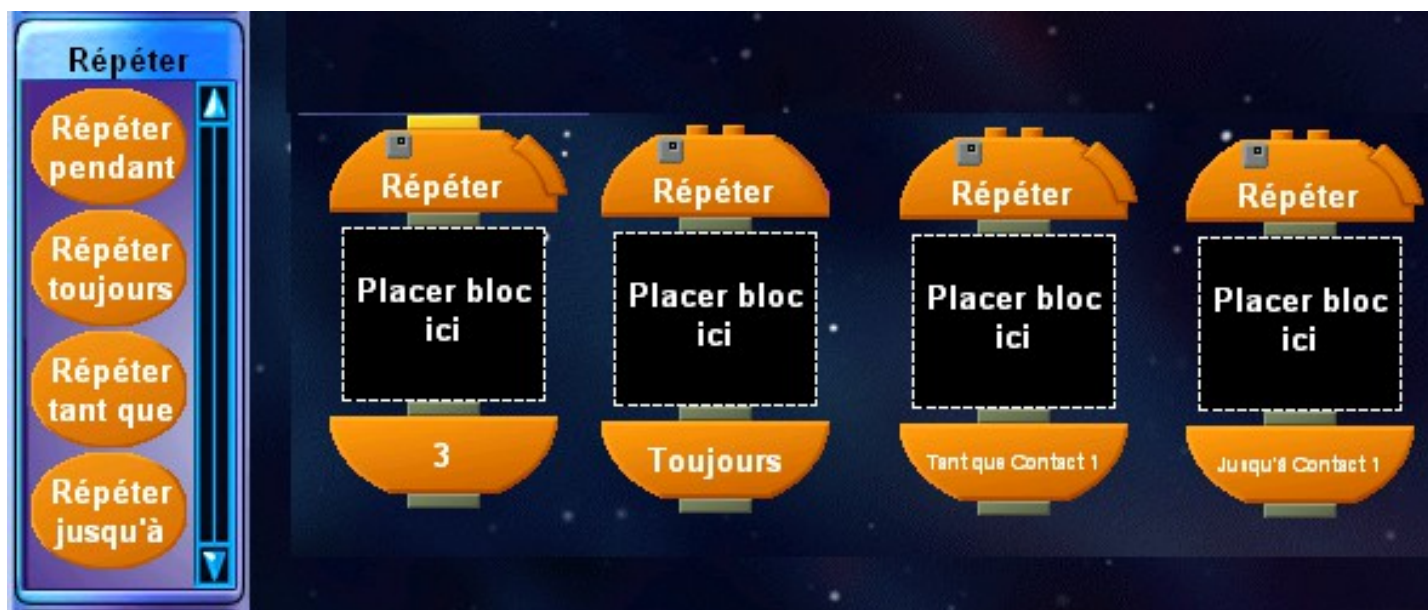 Répéter
Répéter
pendant
Répéter
toujours
Répéter
tant que
Répéter
jusqu'à
Répéter
Placer bloc
ici
3
Répéter
Placer bloc
ici
Toujours
Répéter
Placer bloc
ici
Tant que Contact 1
Répéter
Placer bloc
ici
Jusqu'à Contact 1